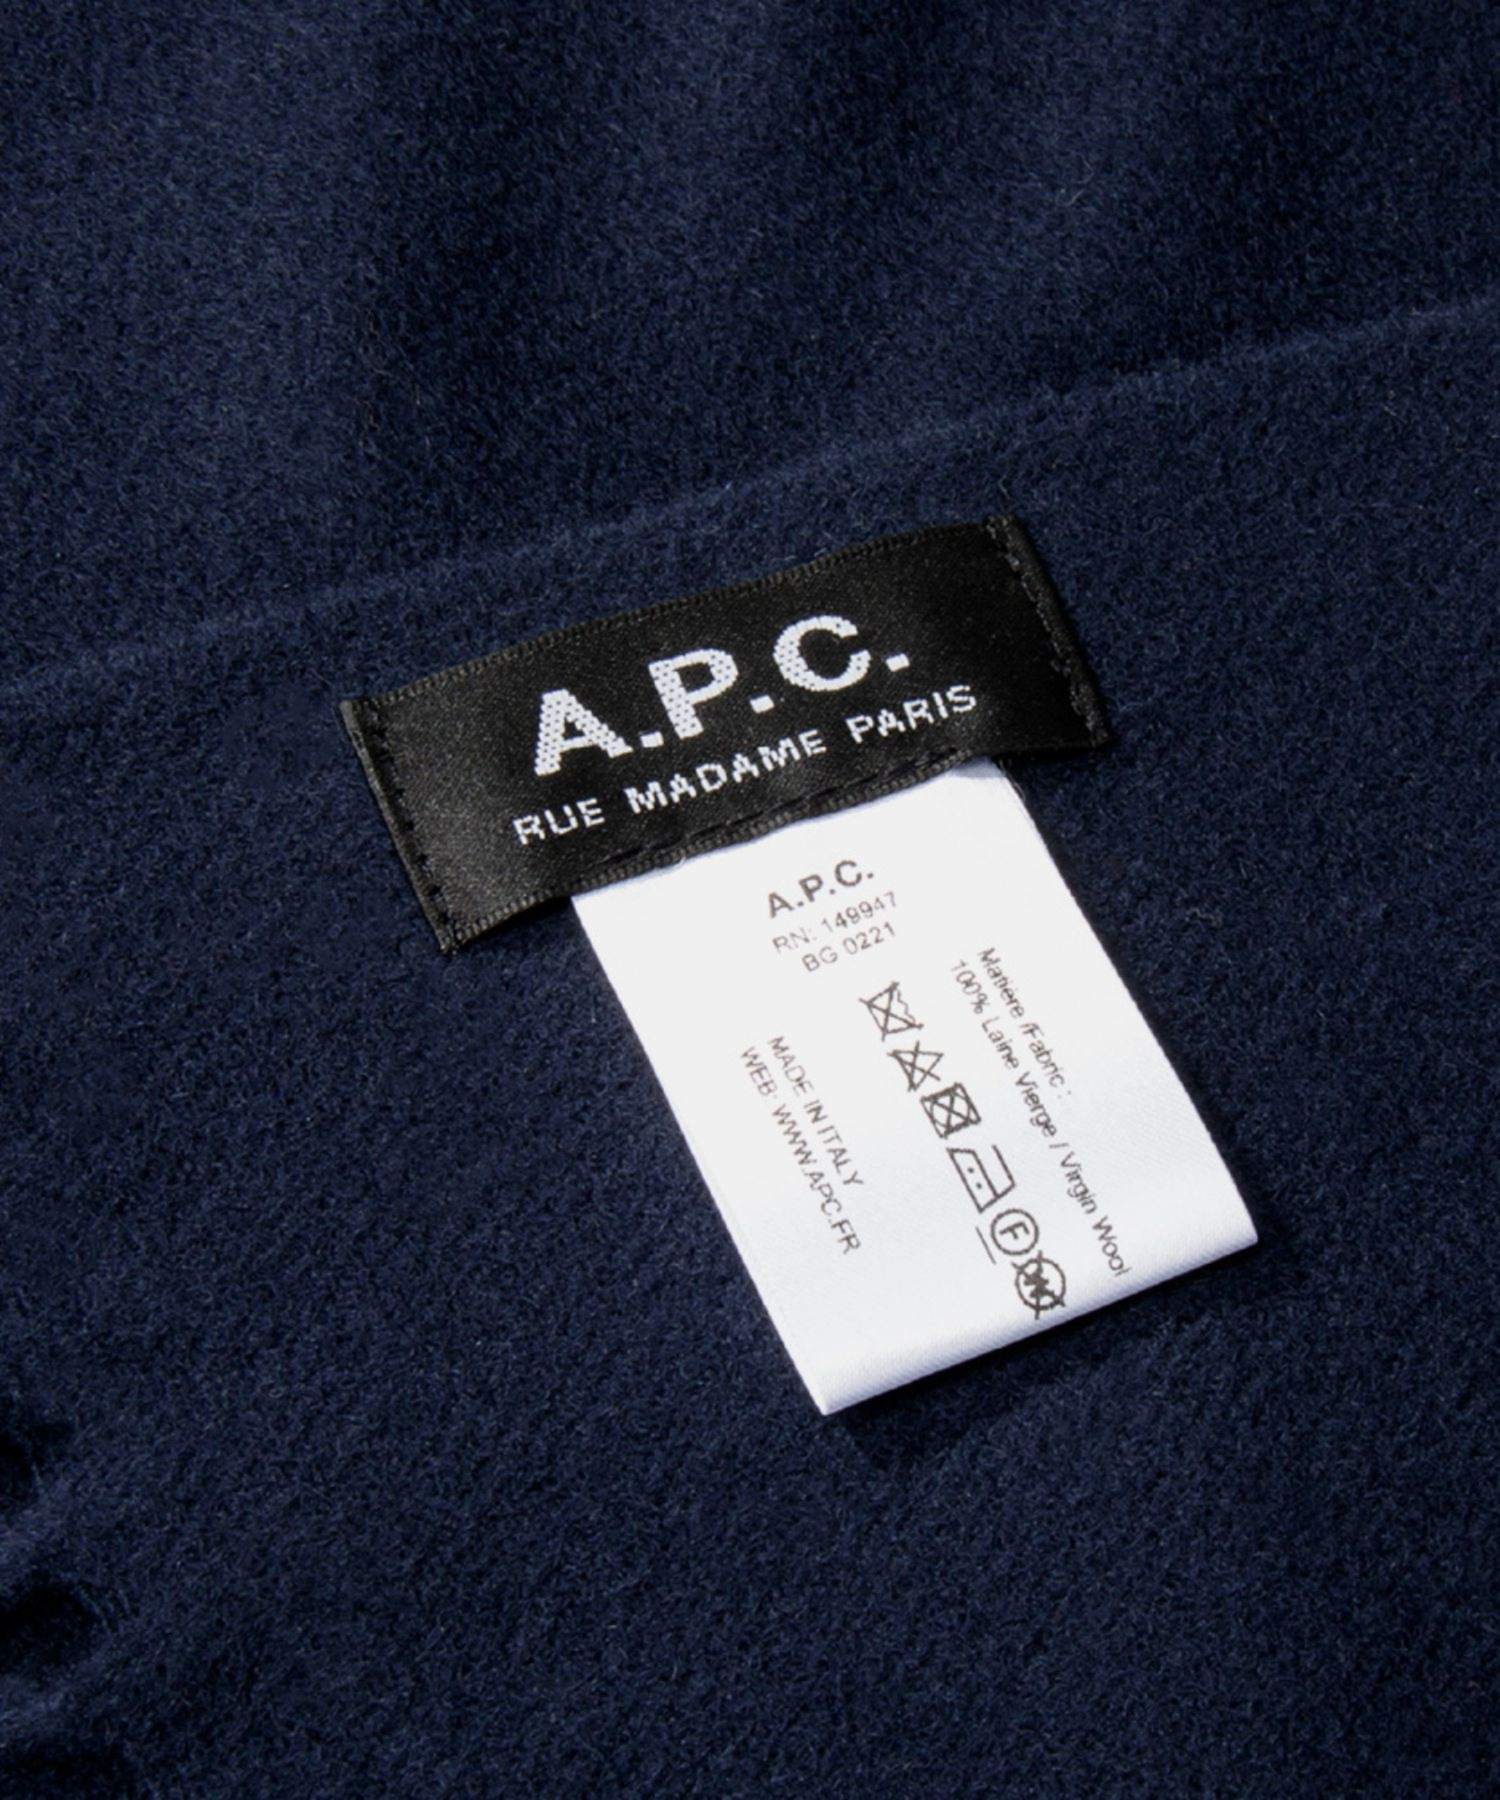 A.P.C.
RUE MADAME PARIS
A.P.C.
RN: 149947
BG 0221
Matière /Fabric :
100% Laine Vierge / Virgin Wool
F
W
MADE IN ITALY
WEB: WWW.APC.FR